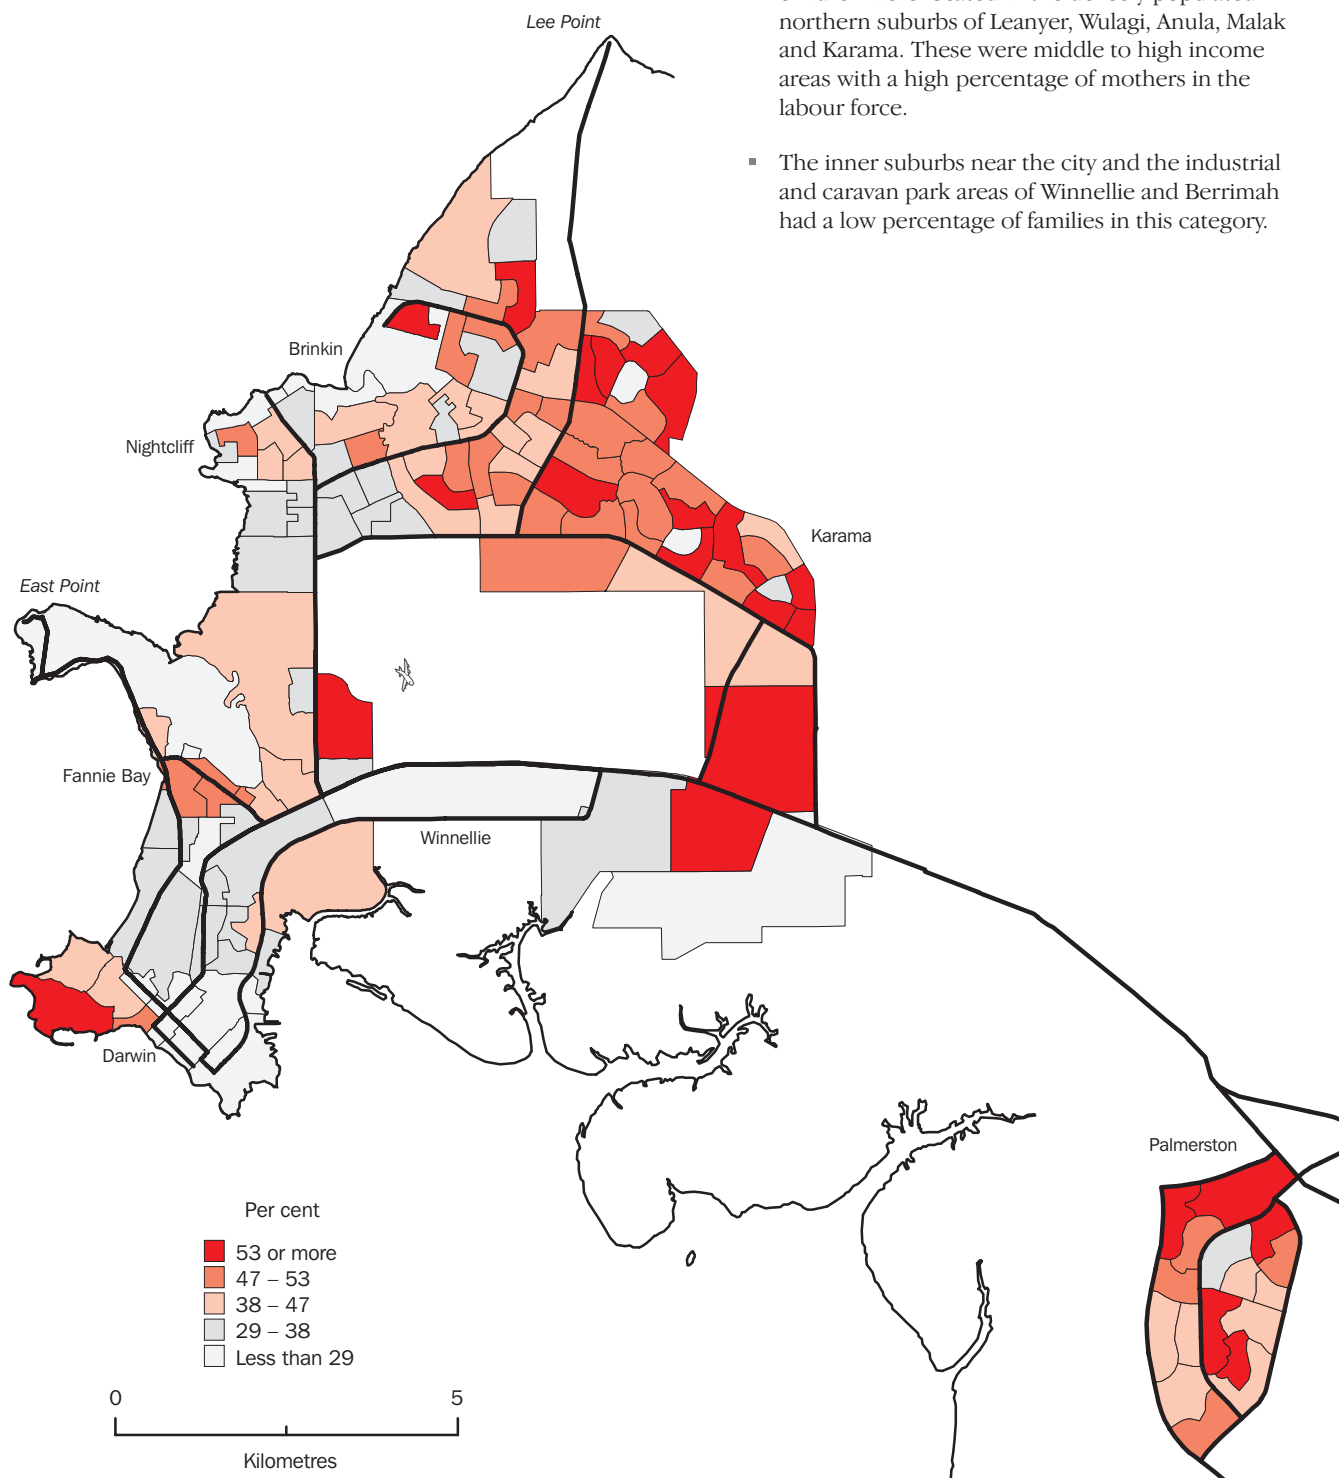 northern suburbs of Leanyer, Wulagi, Anula, Malak
and Karama. These were middle to high income
areas with a high percentage of mothers in the
labour force.
▪ The inner suburbs near the city and the industrial
and caravan park areas of Winnellie and Berrimah
had a low percentage of families in this category.
Lee Point
Brinkin
Nightcliff
Karama
East Point
Fannie Bay
Winnellie
Darwin
Palmerston
Per cent
53 or more
47 – 53
38 – 47
29 – 38
Less than 29
0 5
Kilometres